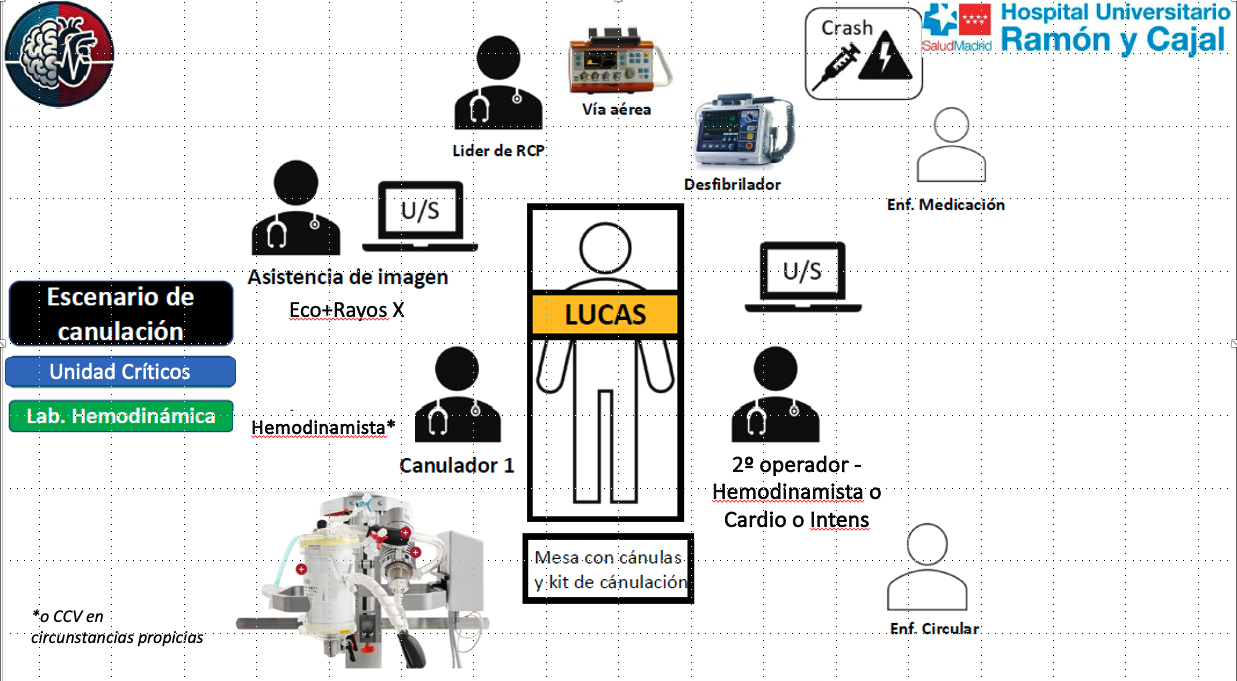 Crash
SaludMadrid
Hospital Universitario
Ramón y Cajal
Vía aérea
Lider de RCP
Desfibrilador
Enf. Medicación
U/S
Asistencia de imagen
Eco+Rayos X
U/S
Escenario de
canulación
Unidad Críticos
Lab. Hemodinámica
LUCAS
Hemodinamista*
Canulador 1
2º operador -
Hemodinamista o
Cardio o Intens
Mesa con cánulas
y kit de cánulación
*o CCV en
circunstancias propicias
Enf. Circular